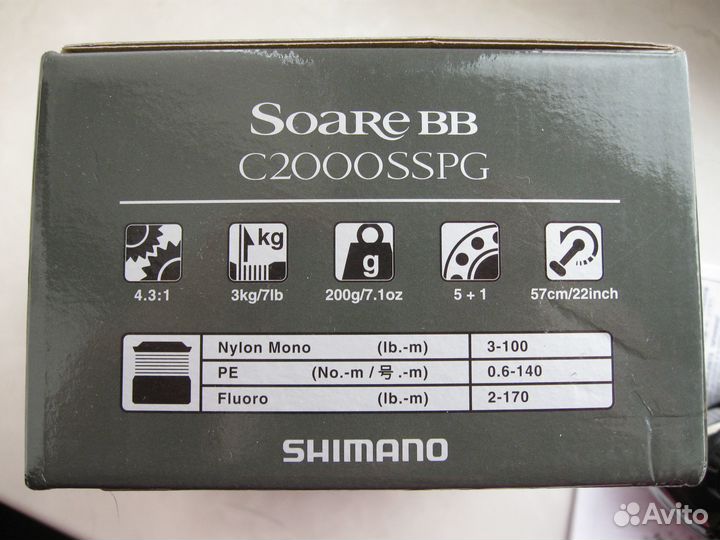 SOARE BB
C2000SSPG
kg
g
4.3:1 3kg/7lb 200g/7.1oz 5 + 1 57cm/22inch
Nylon Mono (lb.-m) 3-100
PE (No.-m / 号.-m) 0.6-140
Fluoro (lb.-m) 2-170
SHIMANO
Avito